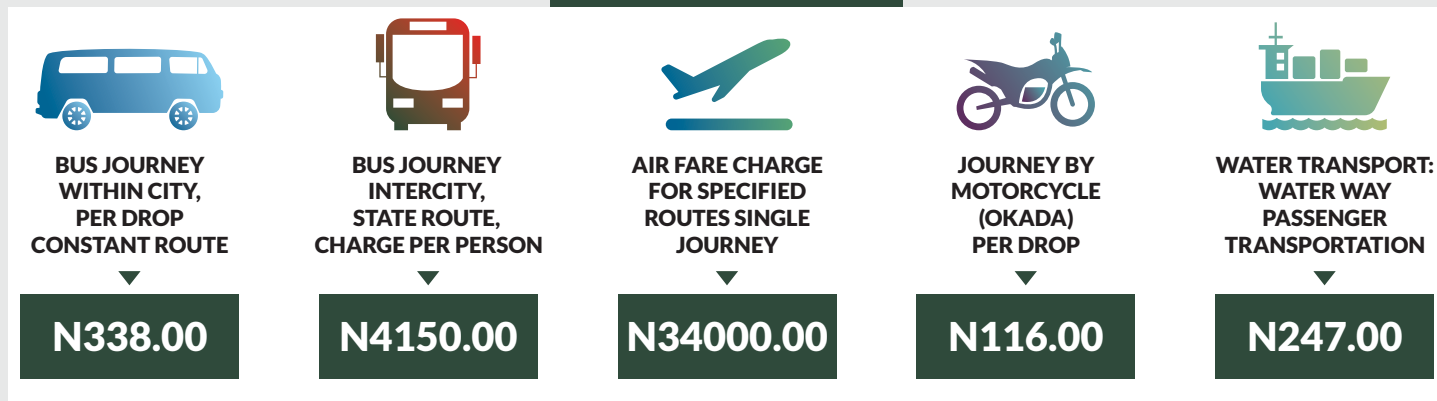 BUS JOURNEY
WITHIN CITY,
PER DROP
CONSTANT ROUTE
N338.00
BUS JOURNEY
INTERCITY,
STATE ROUTE,
CHARGE PER PERSON
N4150.00
AIR FARE CHARGE
FOR SPECIFIED
ROUTES SINGLE
JOURNEY
N34000.00
JOURNEY BY
MOTORCYCLE
(OKADA)
PER DROP
N116.00
WATER TRANSPORT:
WATER WAY
PASSENGER
TRANSPORTATION
N247.00